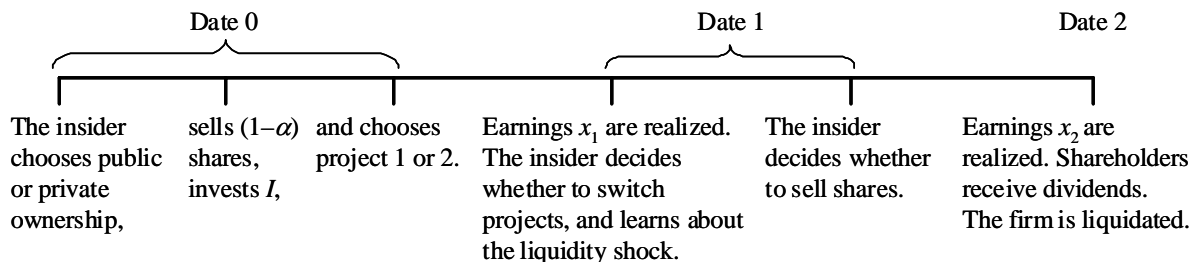 Date 0
Date 1
Date 2
The insider
chooses public
or private
ownership,
sells (1–α)
shares,
invests I,
and chooses
project 1 or 2.
Earnings x₁ are realized.
The insider decides
whether to switch
projects, and learns about
the liquidity shock.
The insider
decides whether
to sell shares.
Earnings x₂ are
realized. Shareholders
receive dividends.
The firm is liquidated.